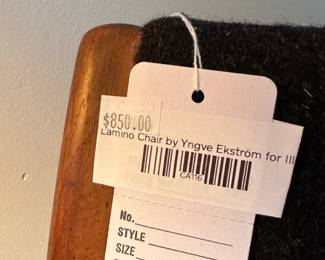 $850.00
Lamino Chair by Yngve Ekström for
CA116
No.
STYLE
SIZE